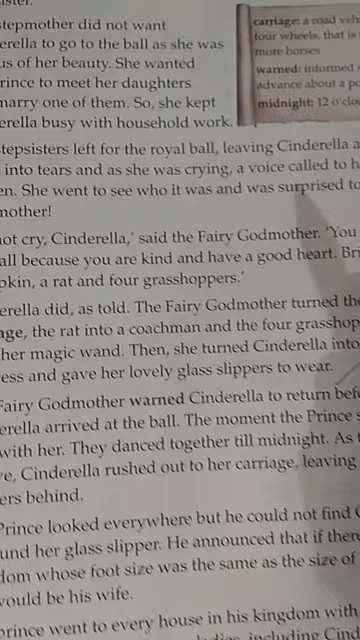 stepmother did not want
erella to go to the ball as she was
us of her beauty. She wanted
rince to meet her daughters
marry one of them. So, she kept
erella busy with household work.
carriage: a road veh
four wheels, that is
more horses
warned: informed
advance about a po
midnight: 12 o'cloc
tepsisters left for the royal ball, leaving Cinderella a
into tears and as she was crying, a voice called to h
en. She went to see who it was and was surprised to
mother!
not cry, Cinderella,' said the Fairy Godmother. 'You
all because you are kind and have a good heart. Bri
pkin, a rat and four grasshoppers.'
erella did, as told. The Fairy Godmother turned the
age, the rat into a coachman and the four grasshop
her magic wand. Then, she turned Cinderella into
ess and gave her lovely glass slippers to wear.
Fairy Godmother warned Cinderella to return befo
erella arrived at the ball. The moment the Prince s
with her. They danced together till midnight. As t
e, Cinderella rushed out to her carriage, leaving
ers behind.
Prince looked everywhere but he could not find C
und her glass slipper. He announced that if there
dom whose foot size was the same as the size of
would be his wife.
prince went to every house in his kingdom with
ladies, including Cind